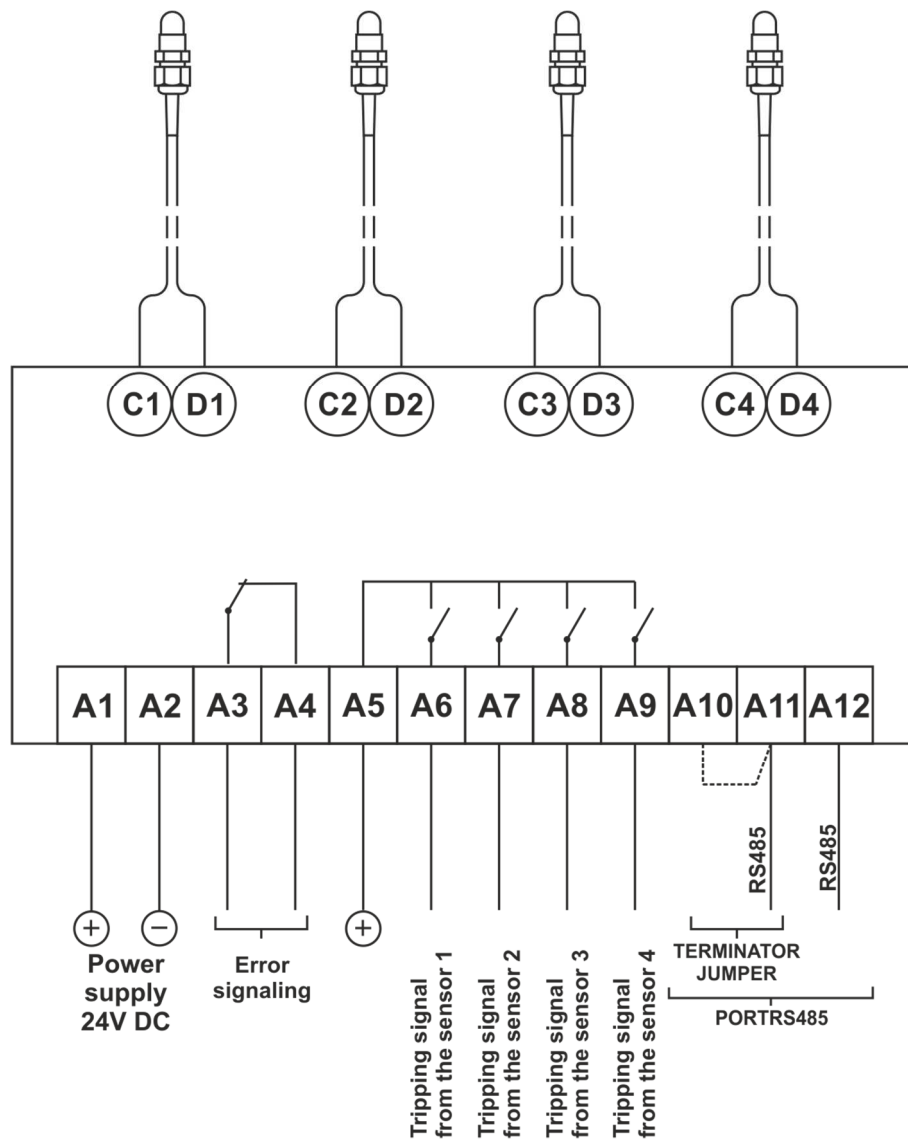 C1 D1 C2 D2 C3 D3 C4 D4
A1 A2 A3 A4 A5 A6 A7 A8 A9 A10 A11 A12
RS485
RS485
+
−
+
Power
supply
24V DC
Error
signaling
Tripping signal
from the sensor 1
Tripping signal
from the sensor 2
Tripping signal
from the sensor 3
Tripping signal
from the sensor 4
TERMINATOR
JUMPER
PORTRS485